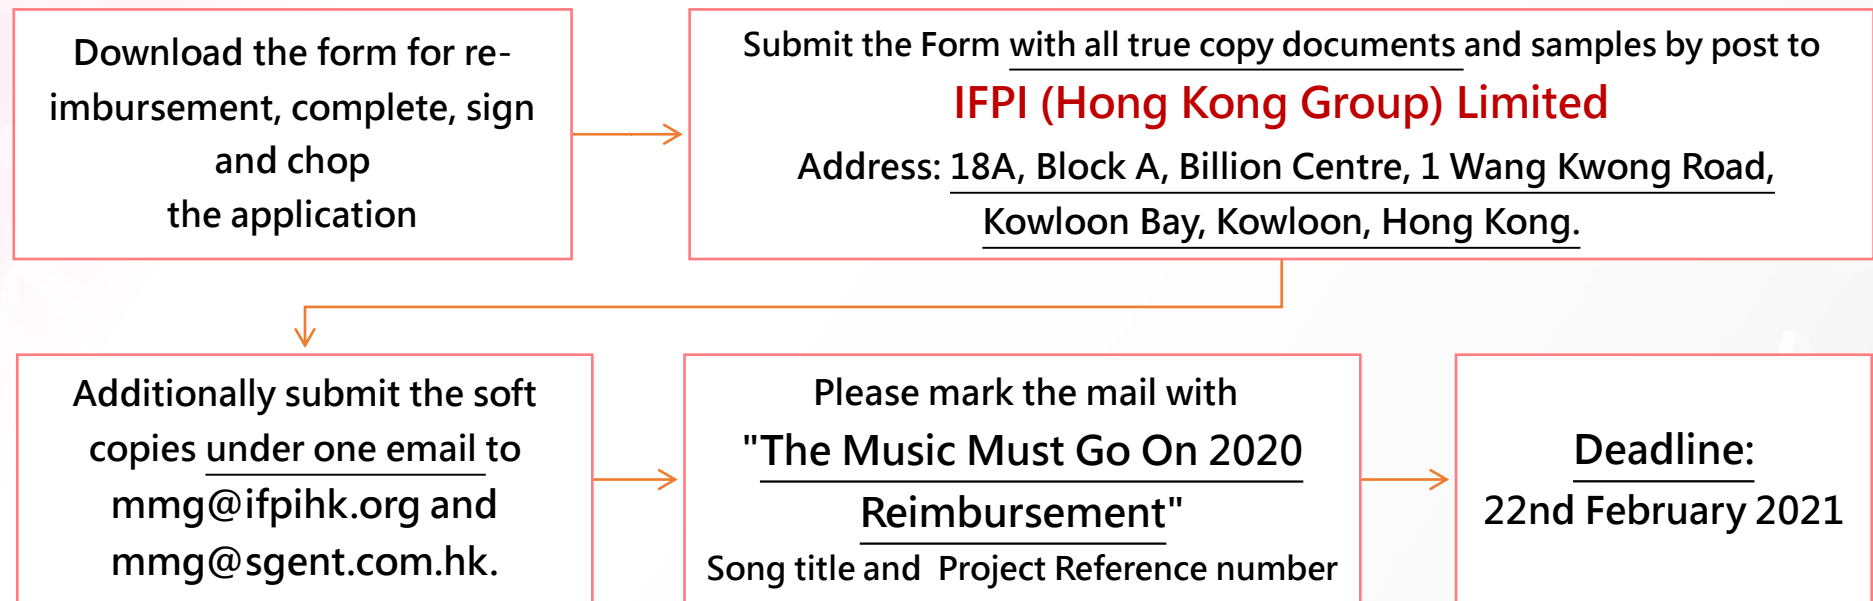 Download the form for re-
imbursement, complete, sign
and chop
the application
Submit the Form with all true copy documents and samples by post to
IFPI (Hong Kong Group) Limited
Address: 18A, Block A, Billion Centre, 1 Wang Kwong Road,
Kowloon Bay, Kowloon, Hong Kong.
Additionally submit the soft
copies under one email to
mmg@ifpihk.org and
mmg@sgent.com.hk.
Please mark the mail with
"The Music Must Go On 2020
Reimbursement"
Song title and Project Reference number
Deadline:
22nd February 2021